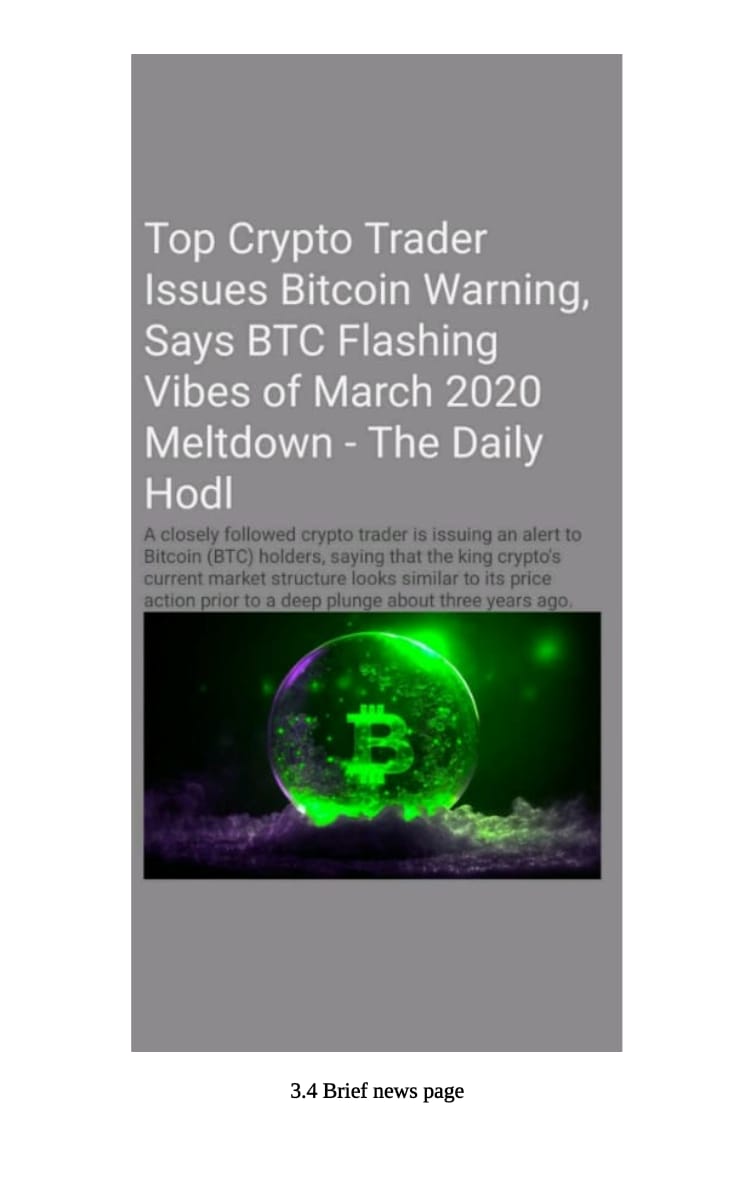 Top Crypto Trader
Issues Bitcoin Warning,
Says BTC Flashing
Vibes of March 2020
Meltdown - The Daily
Hodl
A closely followed crypto trader is issuing an alert to
Bitcoin (BTC) holders, saying that the king crypto's
current market structure looks similar to its price
action prior to a deep plunge about three years ago.
3.4 Brief news page